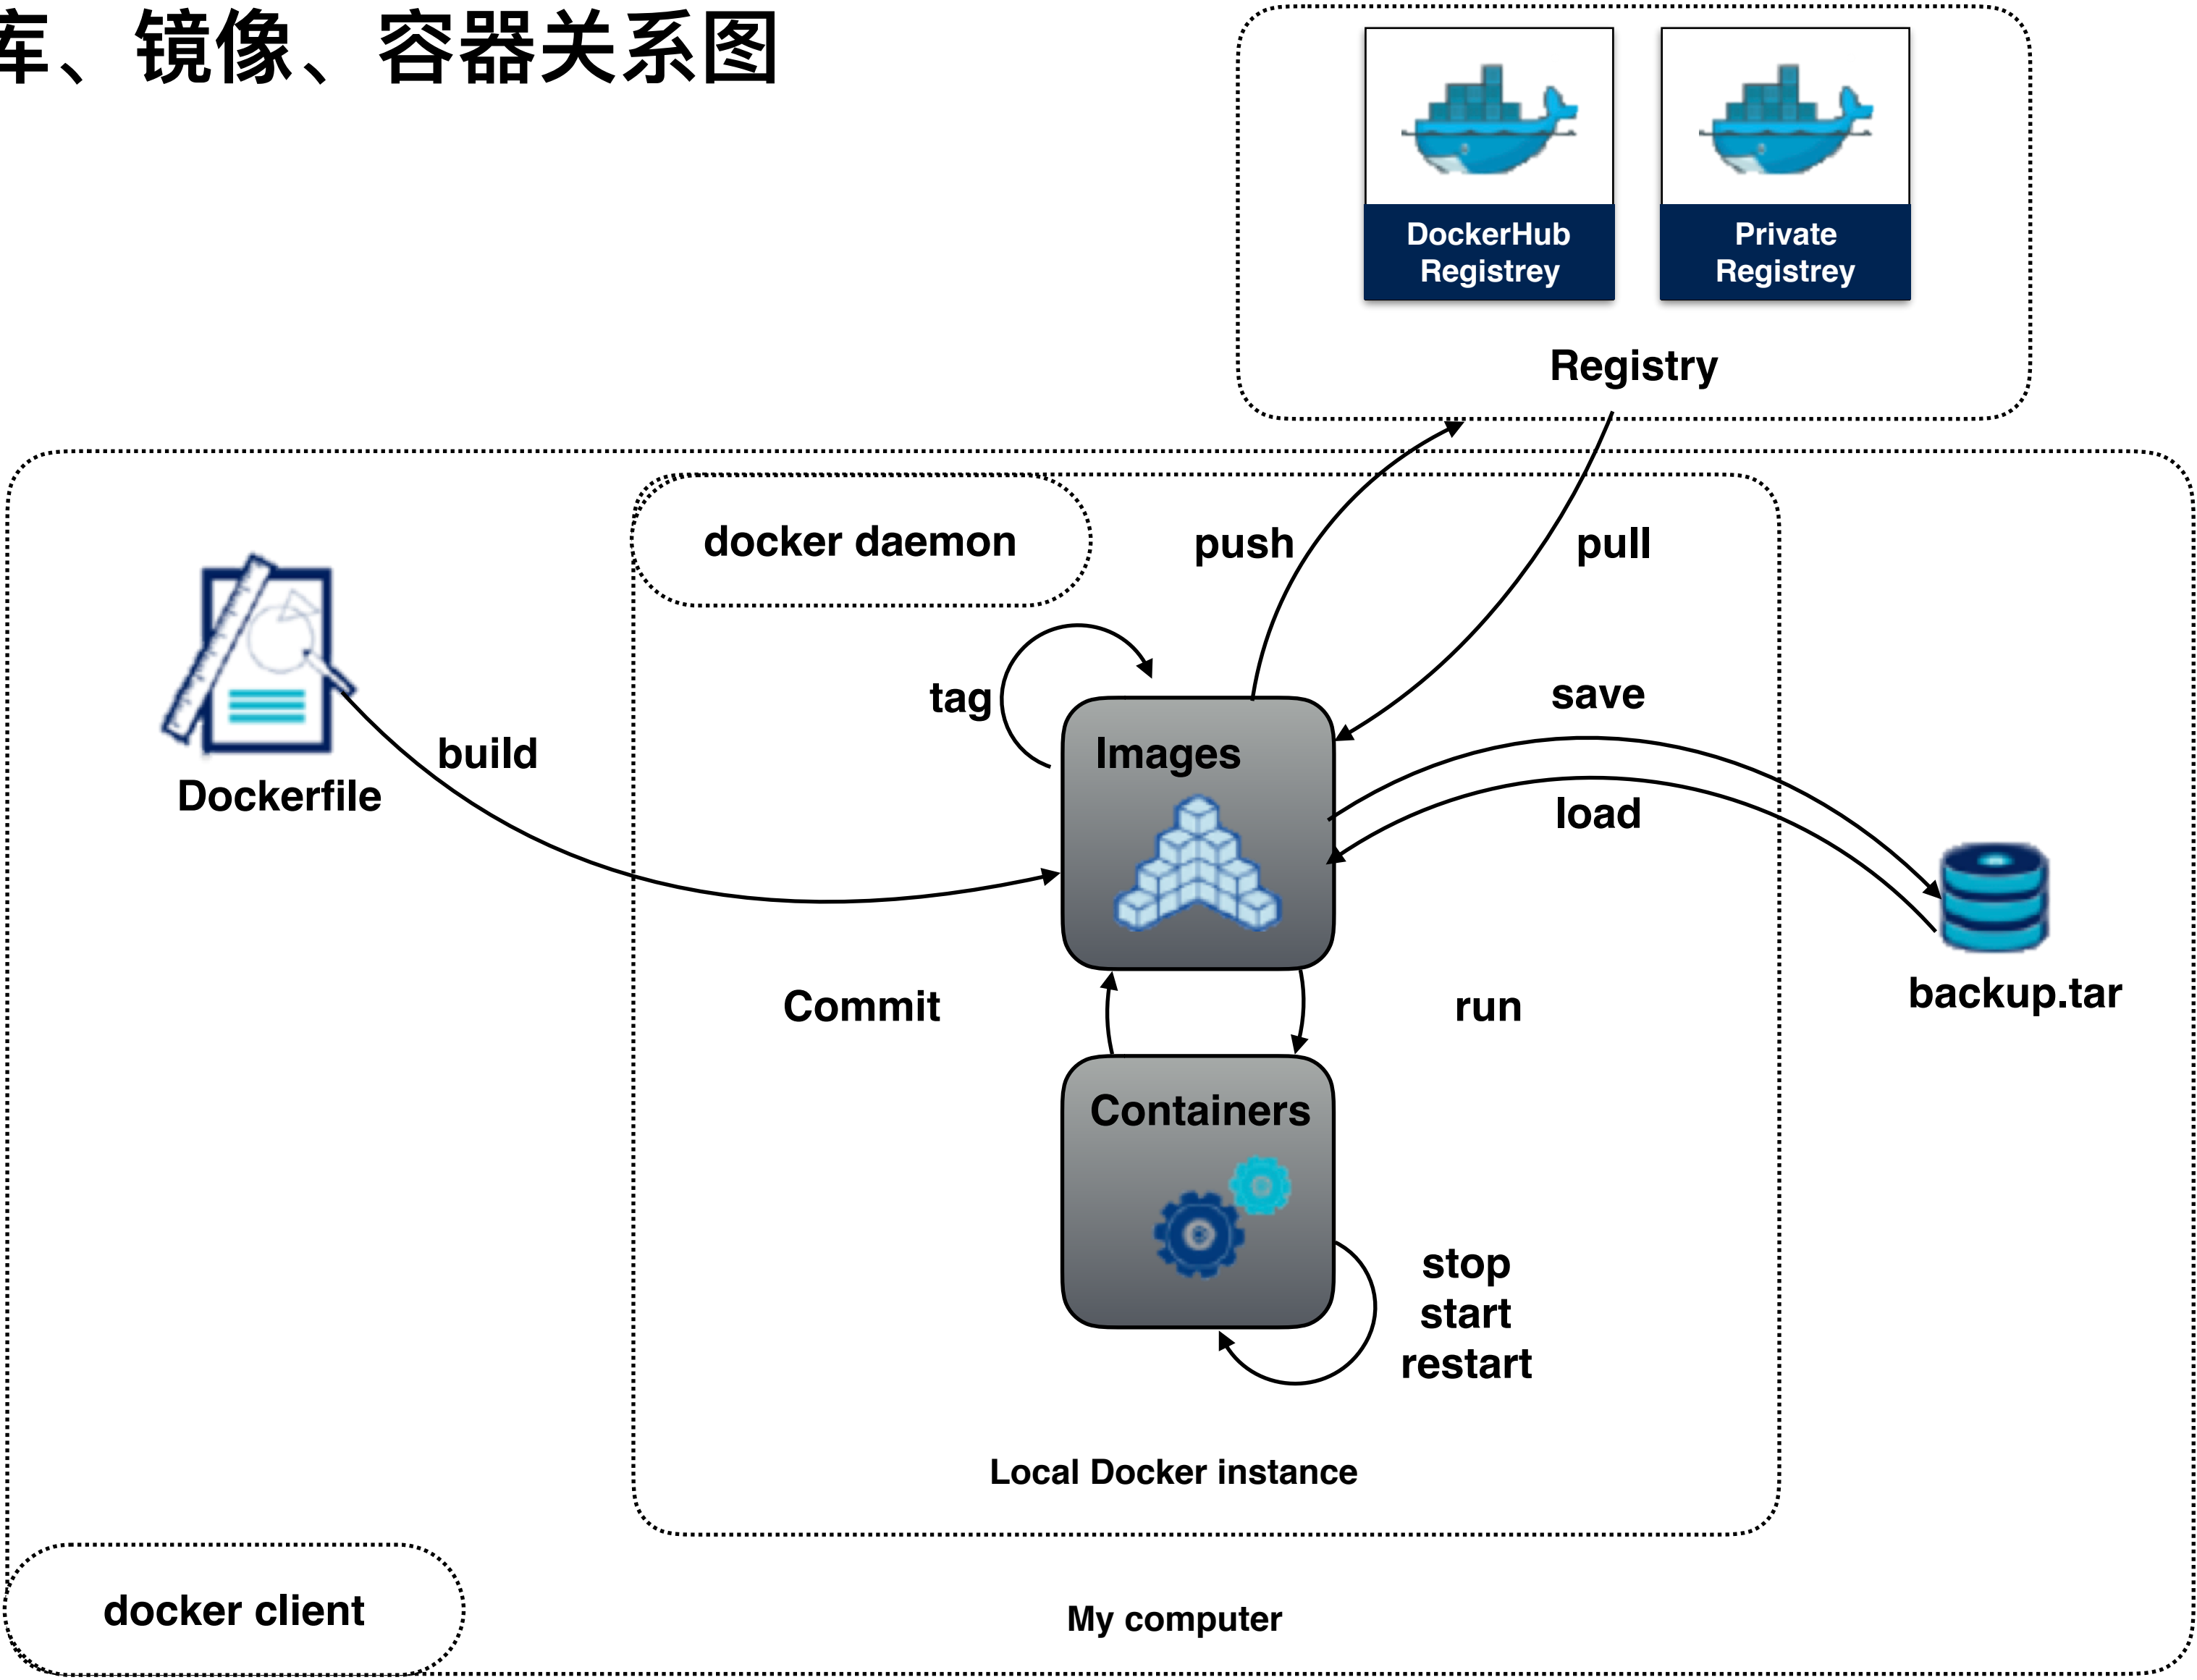 库、镜像、容器关系图
DockerHub
Registrey
Private
Registrey
Registry
docker daemon
push
pull
tag
save
Images
build
Dockerfile
load
backup.tar
Commit
run
Containers
stop
start
restart
Local Docker instance
docker client
My computer